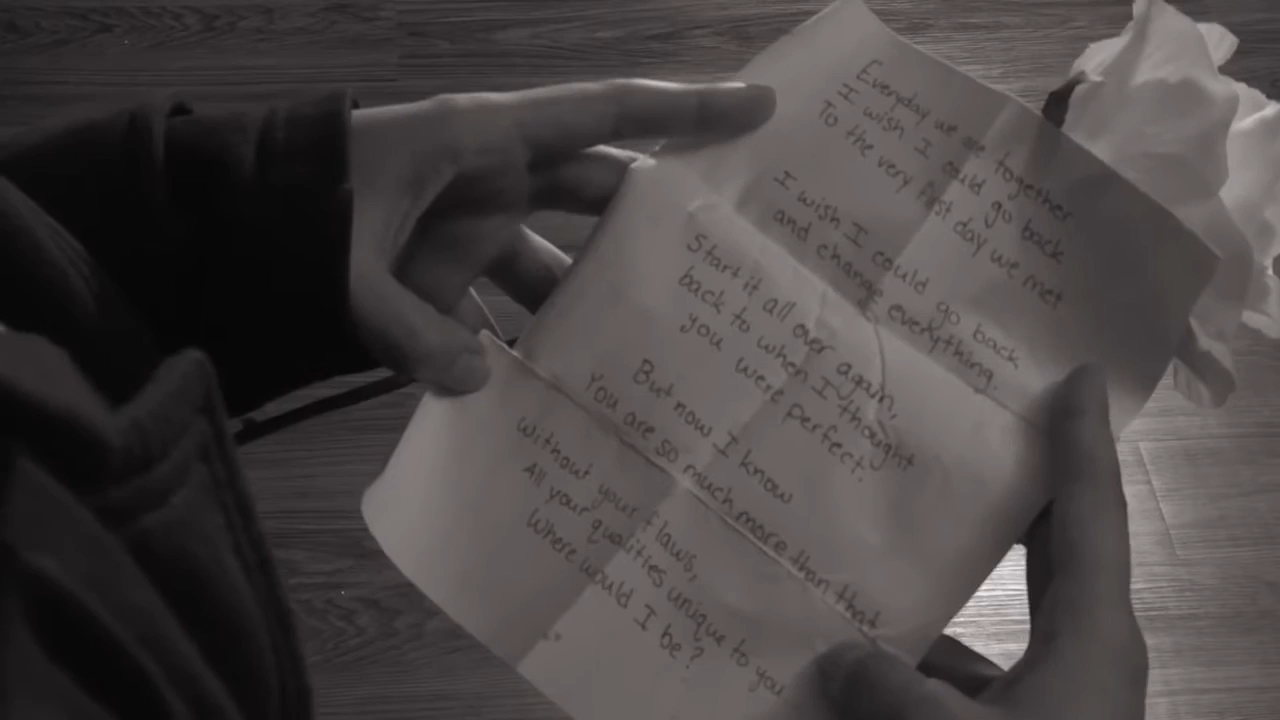 Everyday we are together
I wish I could go back
To the very first day we met
I wish I could go back
and change everything.
Start it all over again,
back to when I thought
you were perfect.
But now I know
You are so much more than that
without your flaws,
All your qualities unique to you
Where would I be?